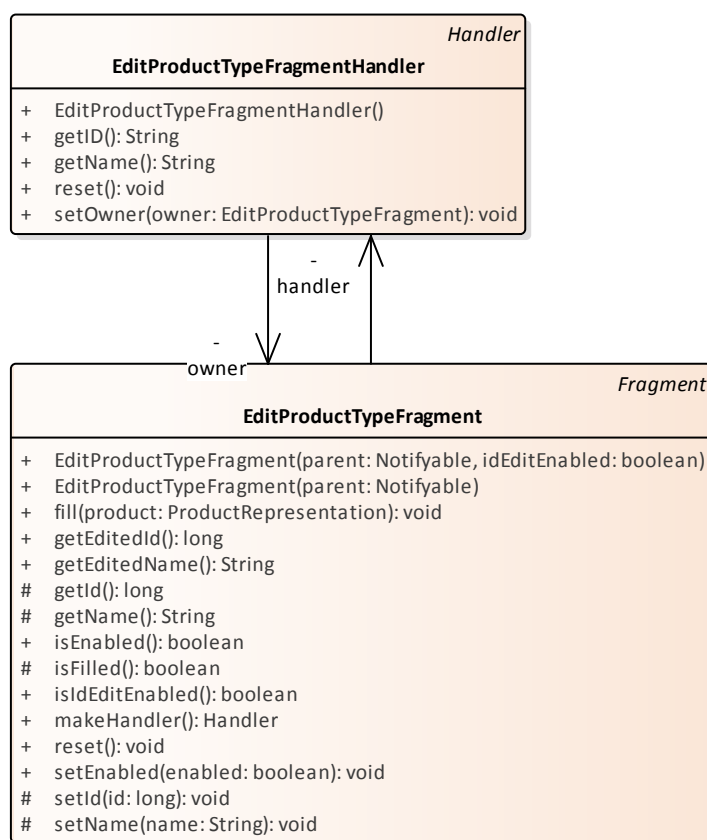 Handler
EditProductTypeFragmentHandler
+ EditProductTypeFragmentHandler()
+ getID(): String
+ getName(): String
+ reset(): void
+ setOwner(owner: EditProductTypeFragment): void
-
handler
-
owner
Fragment
EditProductTypeFragment
+ EditProductTypeFragment(parent: Notifyable, idEditEnabled: boolean)
+ EditProductTypeFragment(parent: Notifyable)
+ fill(product: ProductRepresentation): void
+ getEditedId(): long
+ getEditedName(): String
# getId(): long
# getName(): String
+ isEnabled(): boolean
# isFilled(): boolean
+ isIdEditEnabled(): boolean
+ makeHandler(): Handler
+ reset(): void
+ setEnabled(enabled: boolean): void
# setId(id: long): void
# setName(name: String): void